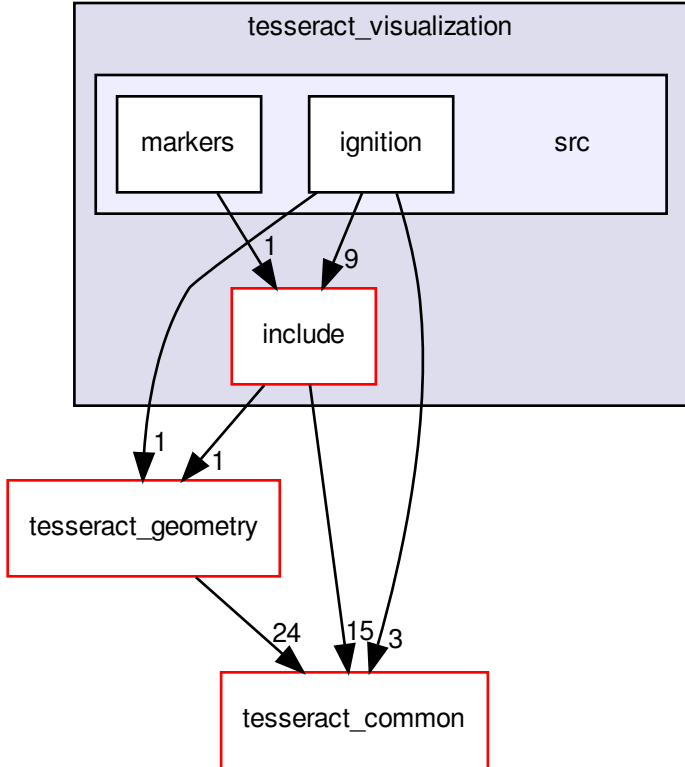 tesseract_visualization
markers
ignition
src
1
9
include
1
1
tesseract_geometry
24
15
3
tesseract_common